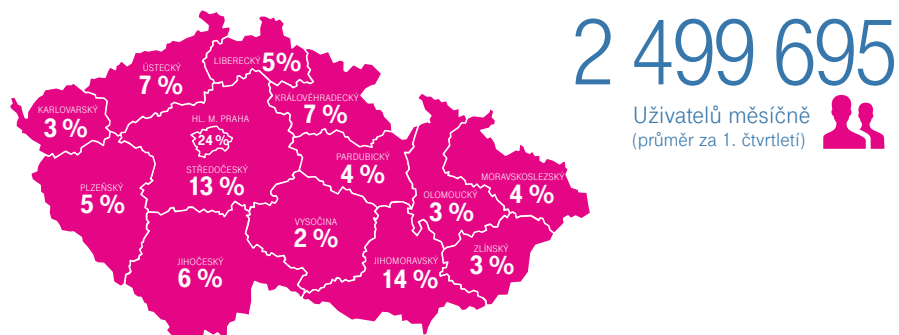 2 499 695
Uživatelů měsíčně
(průměr za 1. čtvrtletí)
LIBERECKÝ 5%
ÚSTECKÝ
7 %
KRÁLOVÉHRADECKÝ
7 %
KARLOVARSKÝ
3 %
HL. M. PRAHA
24 %
STŘEDOČESKÝ
13 %
PARDUBICKÝ
4 %
MORAVSKOSLEZSKÝ
4 %
PLZEŇSKÝ
5 %
OLOMOUCKÝ
3 %
VYSOČINA
2 %
ZLÍNSKÝ
3 %
JIHOČESKÝ
6 %
JIHOMORAVSKÝ
14 %